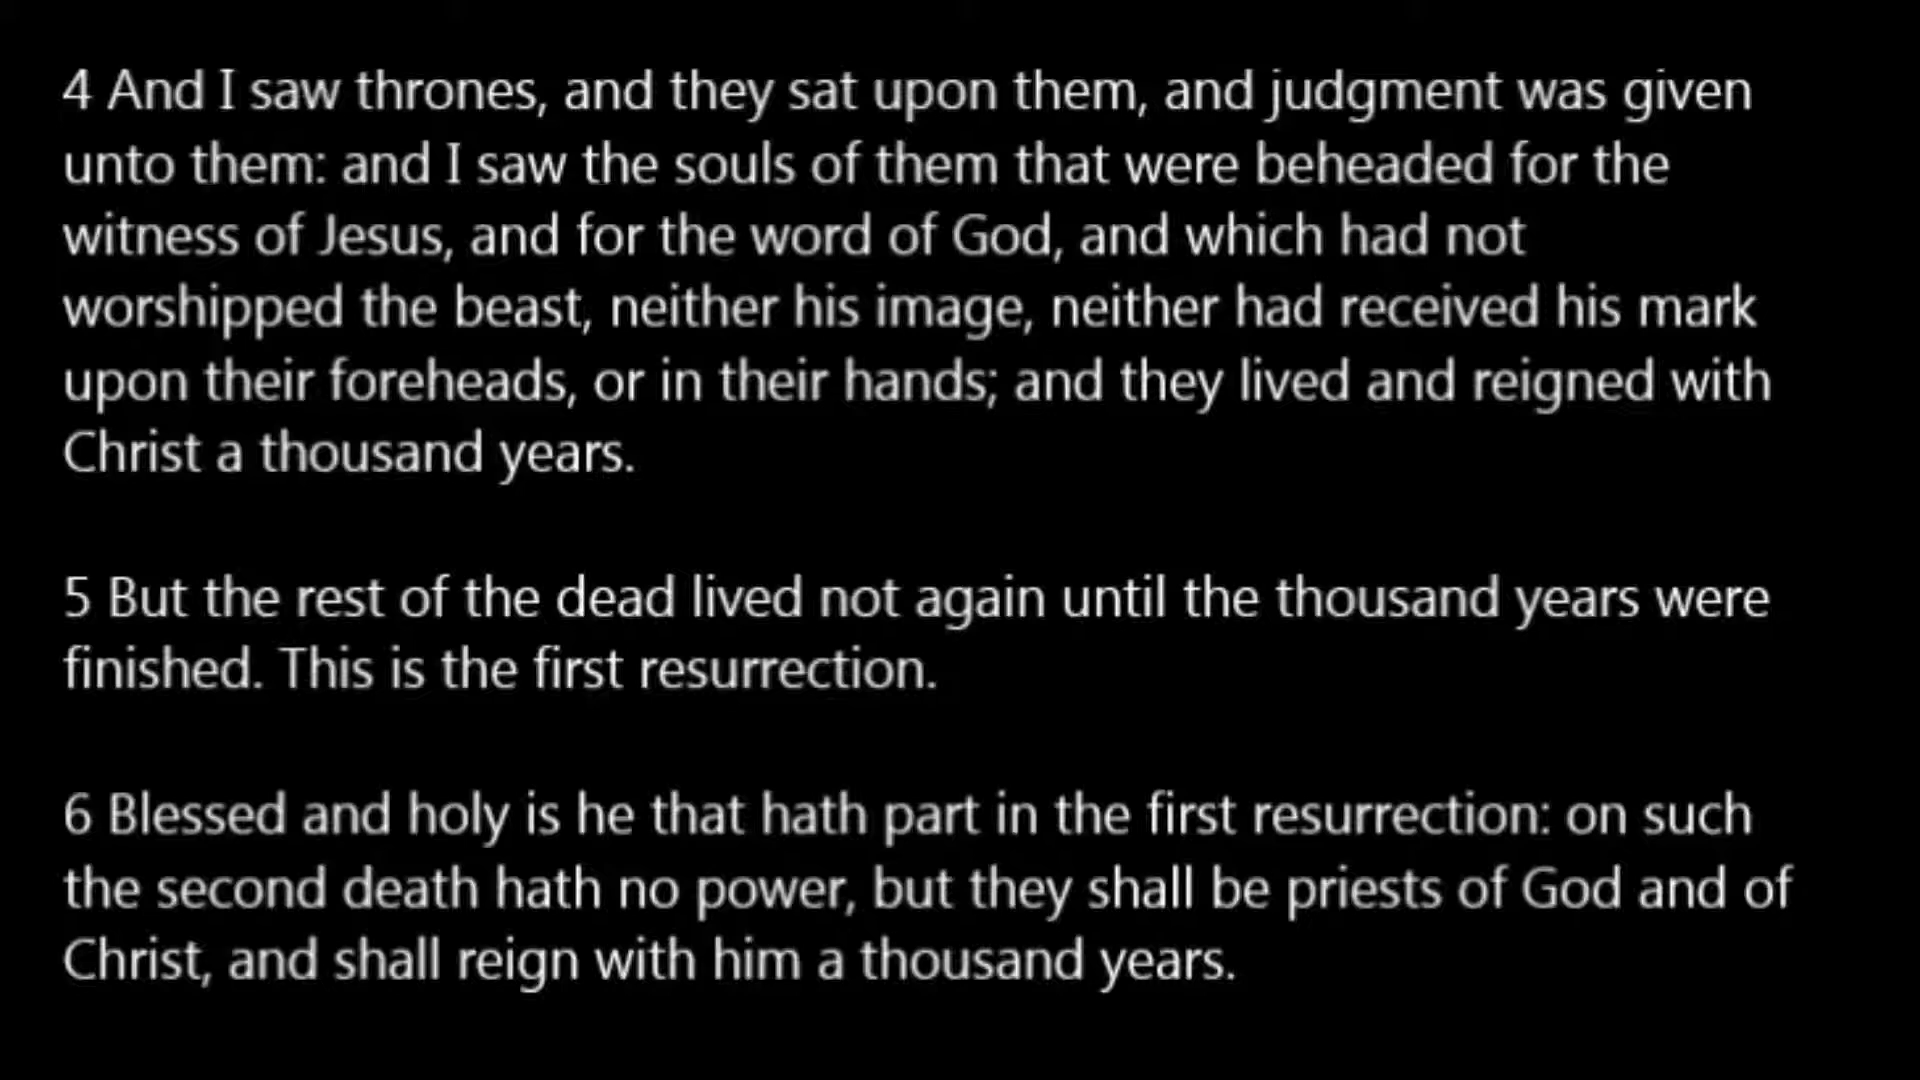 4 And I saw thrones, and they sat upon them, and judgment was given
unto them: and I saw the souls of them that were beheaded for the
witness of Jesus, and for the word of God, and which had not
worshipped the beast, neither his image, neither had received his mark
upon their foreheads, or in their hands; and they lived and reigned with
Christ a thousand years.
5 But the rest of the dead lived not again until the thousand years were
finished. This is the first resurrection.
6 Blessed and holy is he that hath part in the first resurrection: on such
the second death hath no power, but they shall be priests of God and of
Christ, and shall reign with him a thousand years.